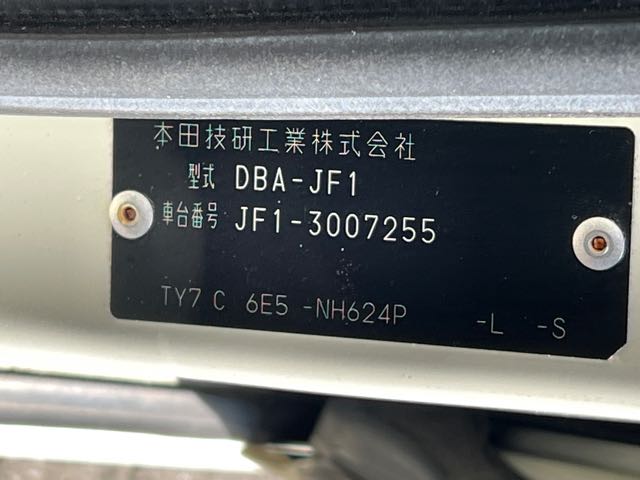 本田技研工業株式会社
型式 DBA-JF1
車台番号 JF1-3007255
TY7 C 6E5 -NH624P -L -S